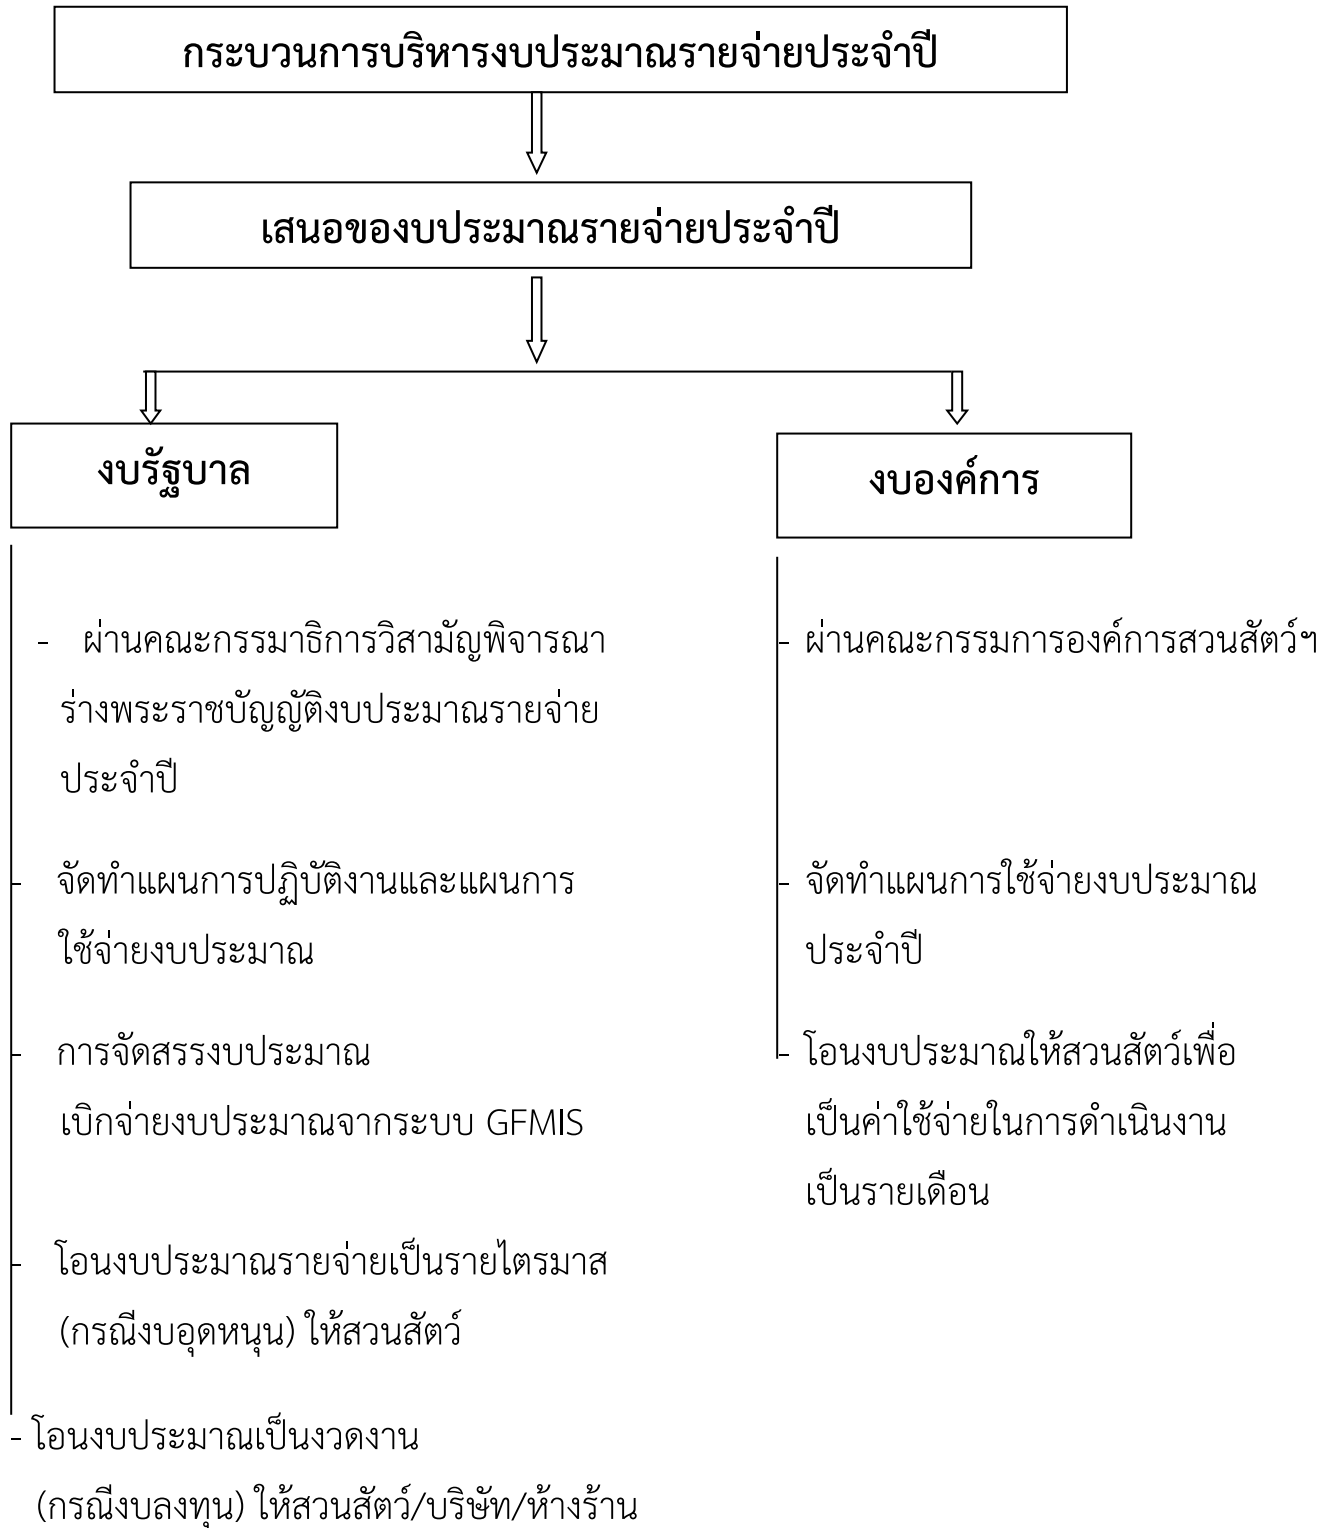 กระบวนการบริหารงบประมาณรายจ่ายประจำปี
เสนอของบประมาณรายจ่ายประจำปี
งบรัฐบาล
- ผ่านคณะกรรมาธิการวิสามัญพิจารณา
ร่างพระราชบัญญัติงบประมาณรายจ่าย
ประจำปี
- จัดทำแผนการปฏิบัติงานและแผนการ
ใช้จ่ายงบประมาณ
- การจัดสรรงบประมาณ
เบิกจ่ายงบประมาณจากระบบ GFMIS
- โอนงบประมาณรายจ่ายเป็นรายไตรมาส
(กรณีงบอุดหนุน) ให้สวนสัตว์
- โอนงบประมาณเป็นงวดงาน
(กรณีงบลงทุน) ให้สวนสัตว์/บริษัท/ห้างร้าน
งบองค์การ
- ผ่านคณะกรรมการองค์การสวนสัตว์ฯ
- จัดทำแผนการใช้จ่ายงบประมาณ
ประจำปี
- โอนงบประมาณให้สวนสัตว์เพื่อ
เป็นค่าใช้จ่ายในการดำเนินงาน
เป็นรายเดือน